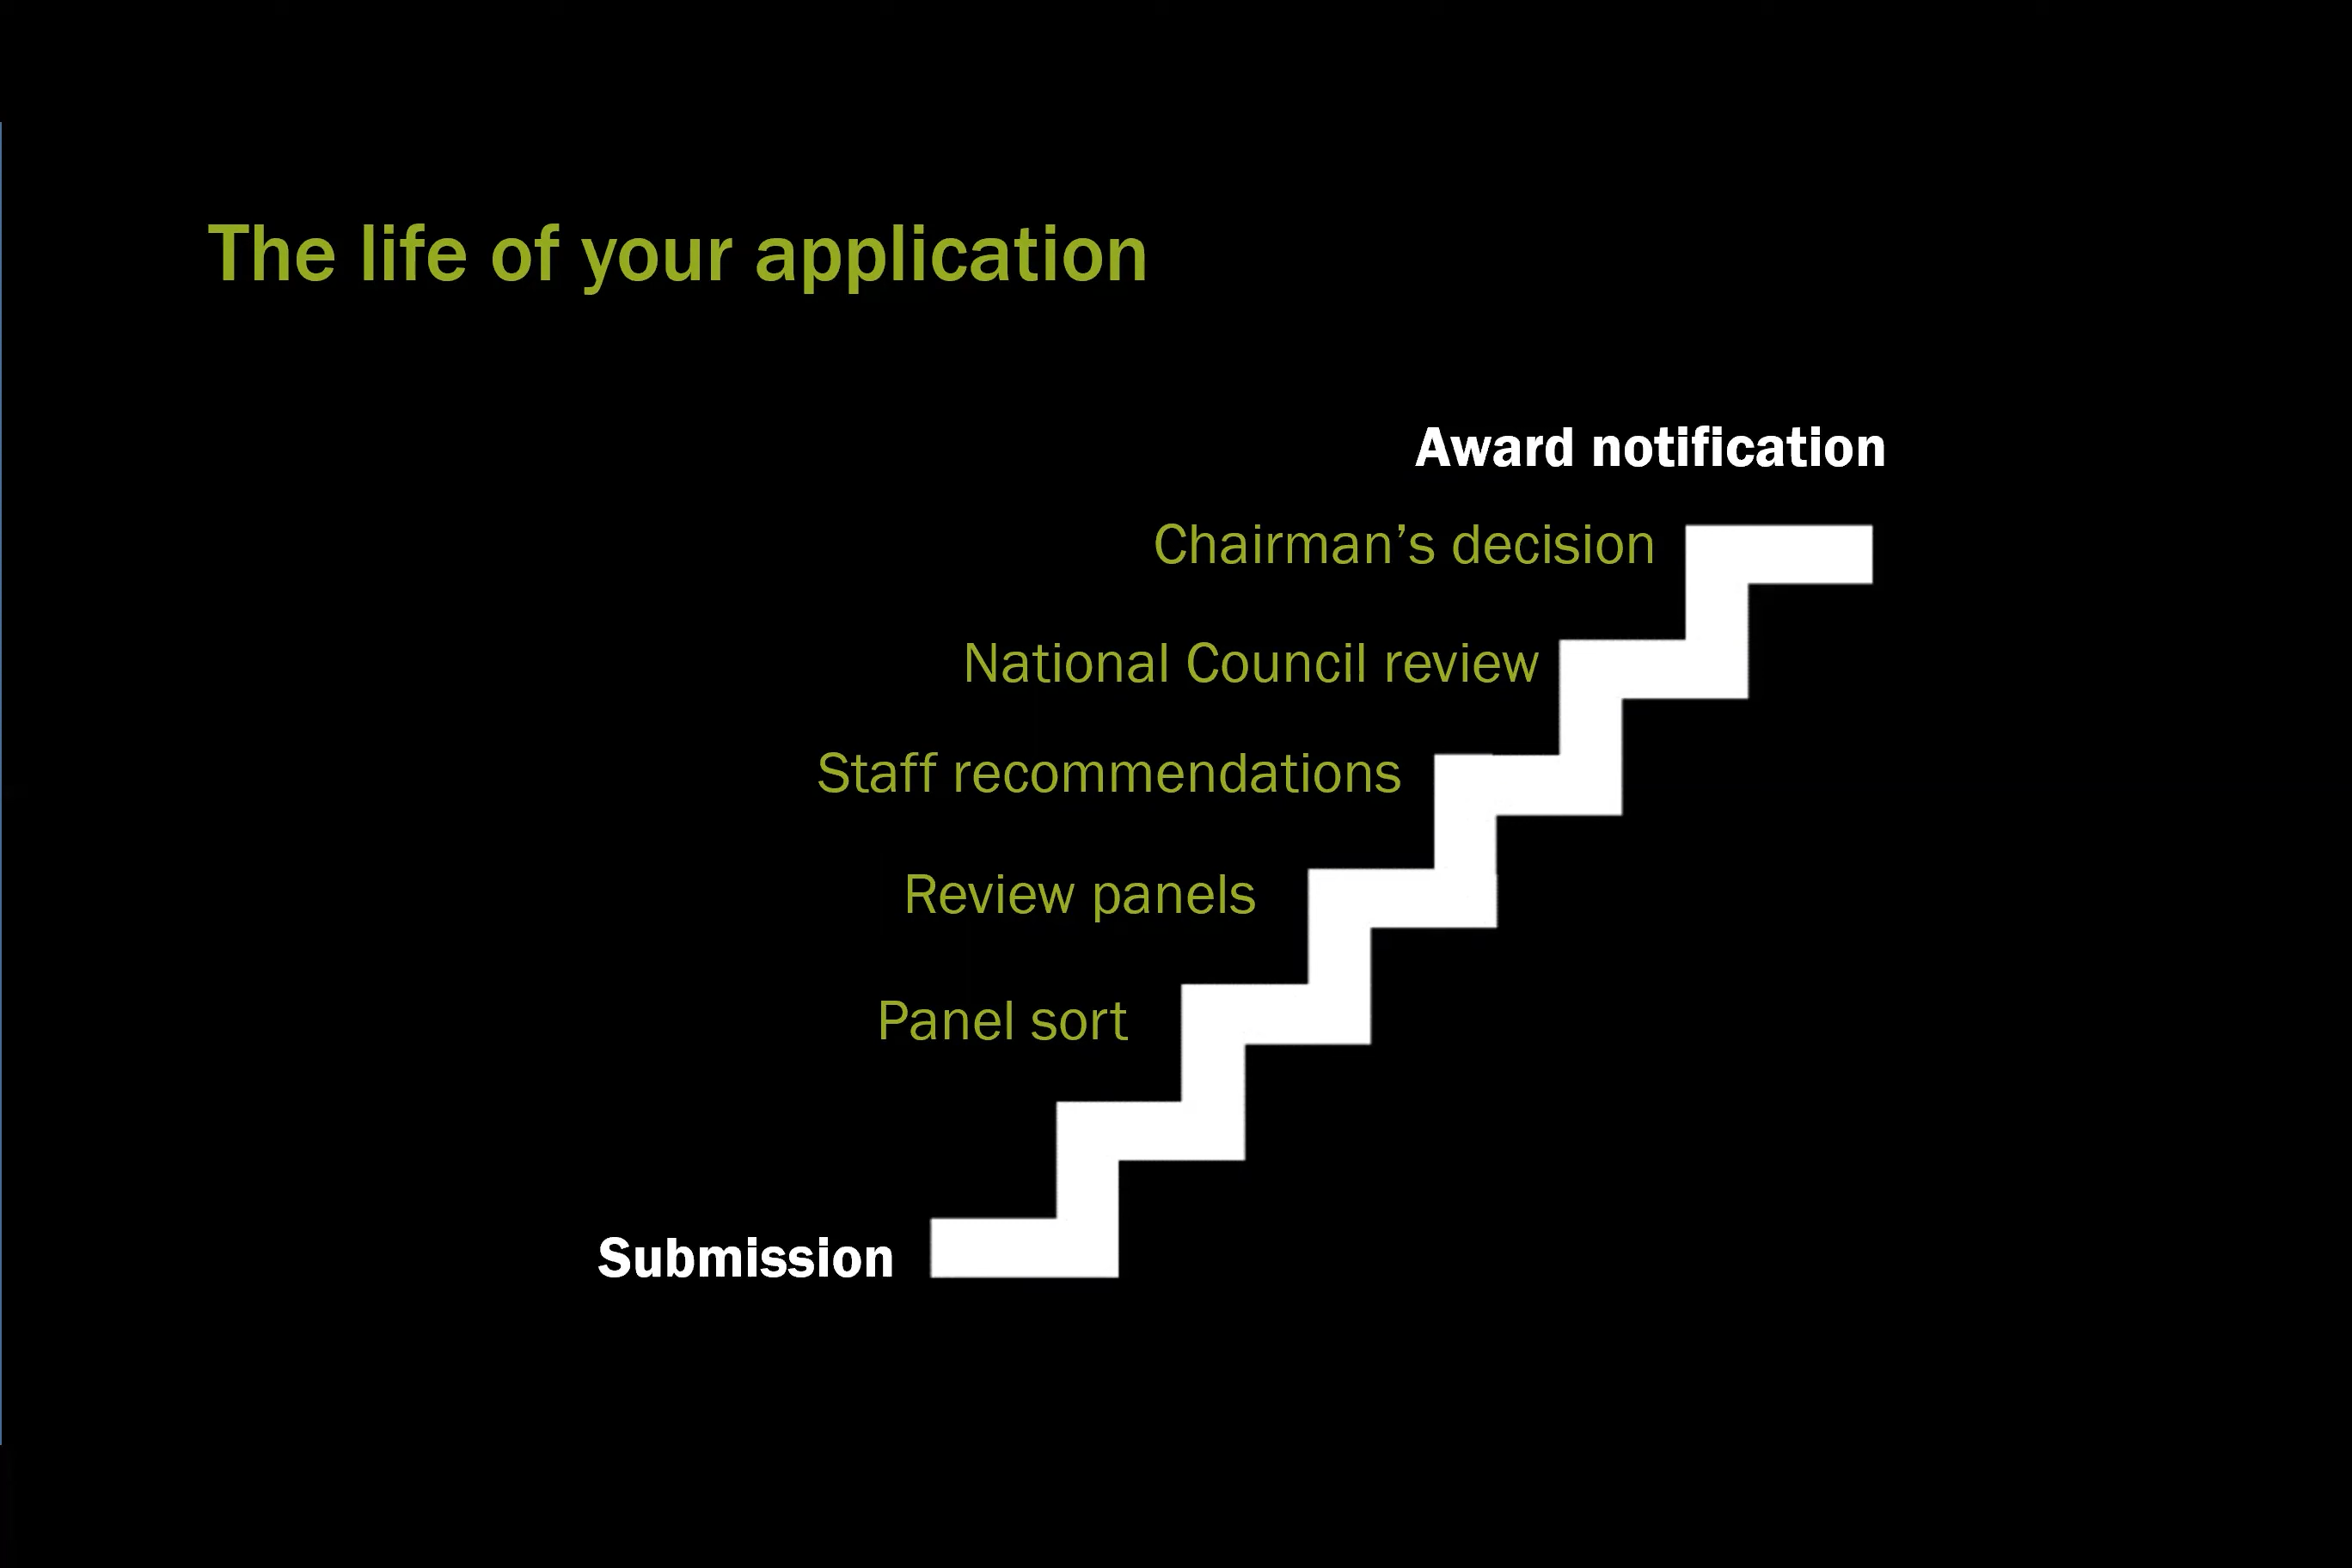 The life of your application
Award notification
Chairman’s decision
National Council review
Staff recommendations
Review panels
Panel sort
Submission